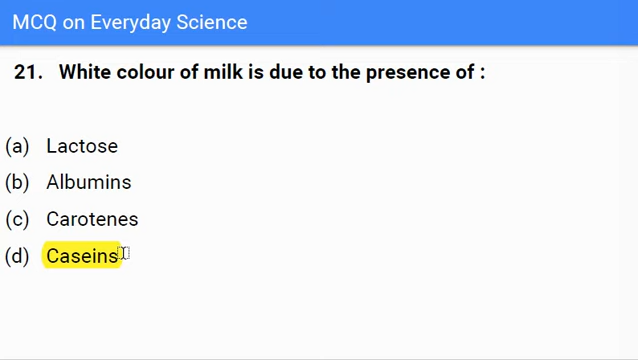 MCQ on Everyday Science
21. White colour of milk is due to the presence of :
(a) Lactose
(b) Albumins
(c) Carotenes
(d) Caseins